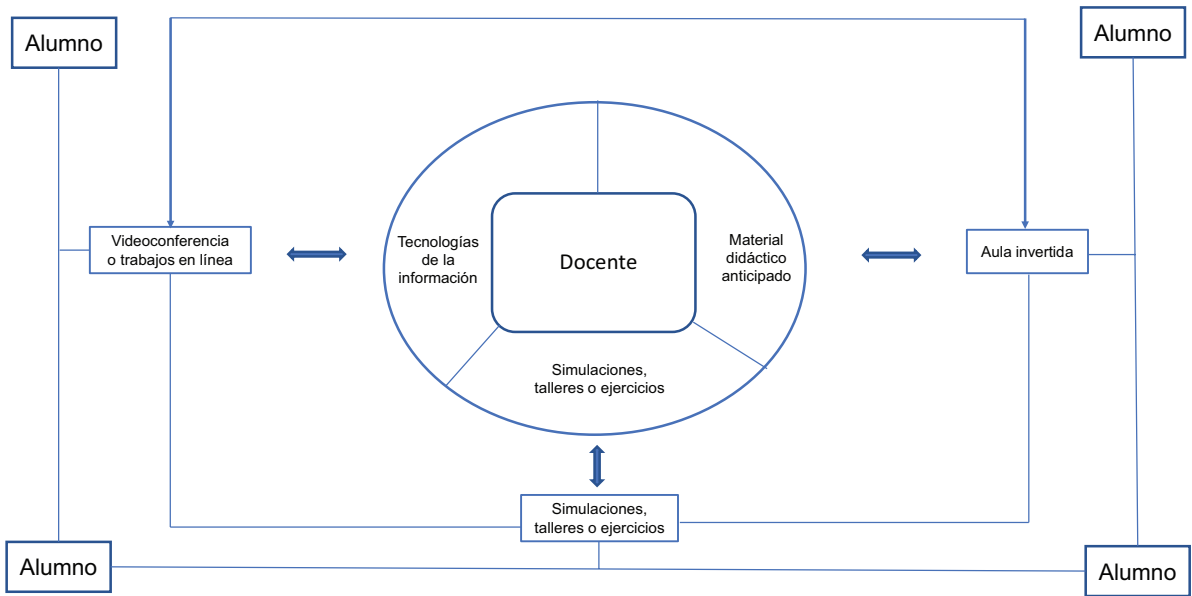 Alumno
Alumno
Videoconferencia
o trabajos en línea
Tecnologías
de la
información
Docente
Material
didáctico
anticipado
Aula invertida
Simulaciones,
talleres o ejercicios
Simulaciones,
talleres o ejercicios
Alumno
Alumno